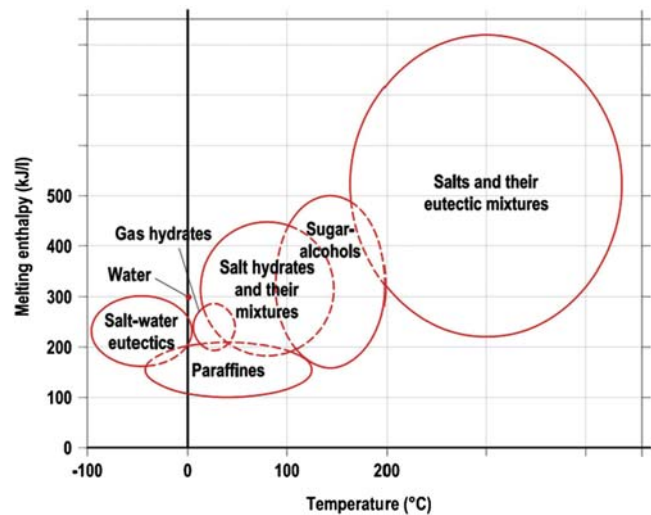 Melting enthalpy (kJ/l)
500
400
300
200
100
0
-100
0
100
200
Temperature (°C)
Gas hydrates
Water
Salt-water
eutectics
Salt hydrates
and their
mixtures
Sugar-
alcohols
Salts and their
eutectic mixtures
Paraffines